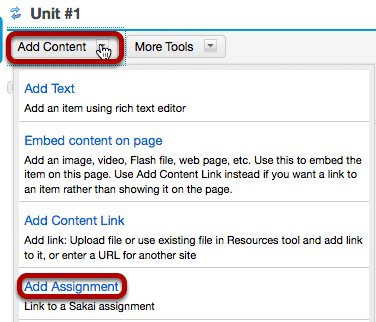 Unit #1
Add Content
More Tools
Add Text
Add an item using rich text editor
Embed content on page
Add an image, video, Flash file, web page, etc. Use this to embed the
item on this page. Use Add Content Link instead if you want a link to
an item rather than showing it on the page.
Add Content Link
Add link: Upload file or use existing file in Resources tool and add link
to it, or enter a URL for another site
Add Assignment
Link to a Sakai assignment